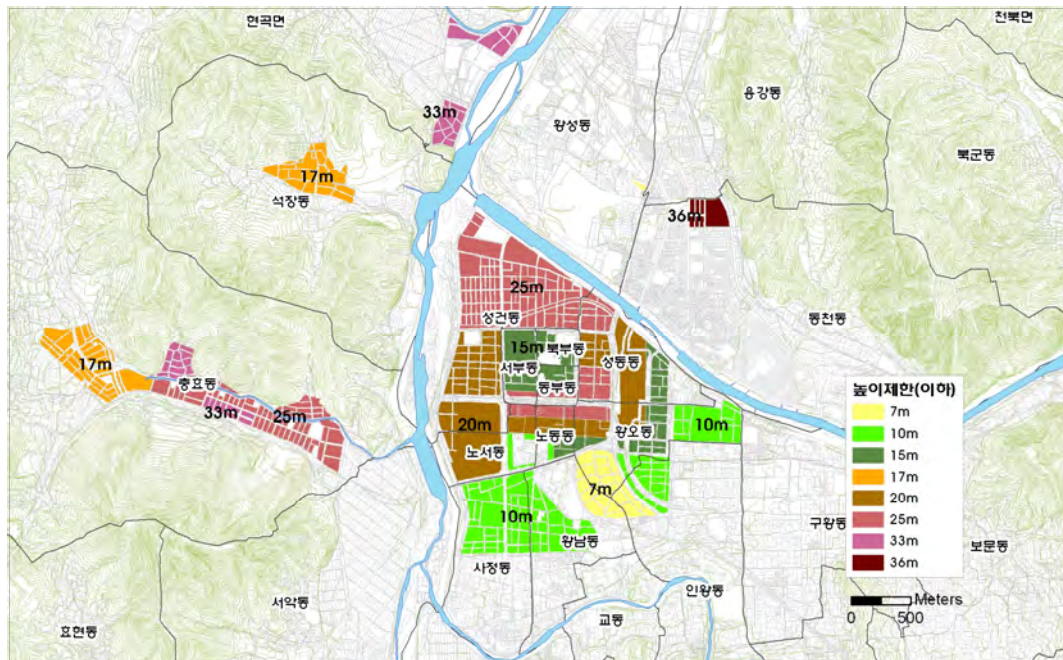 현곡면
천북면
33m
황성동
용강동
북군동
17m
석장동
36m
25m
성건동
동천동
15m
북부동
서부동
성동동
동부동
17m
충효동
33m
25m
20m
노서동
노동동
황오동
10m
7m
10m
황남동
사정동
구황동
보문동
인왕동
서악동
교동
효현동
높이제한(이하)
7m
10m
15m
17m
20m
25m
33m
36m
Meters
0 500